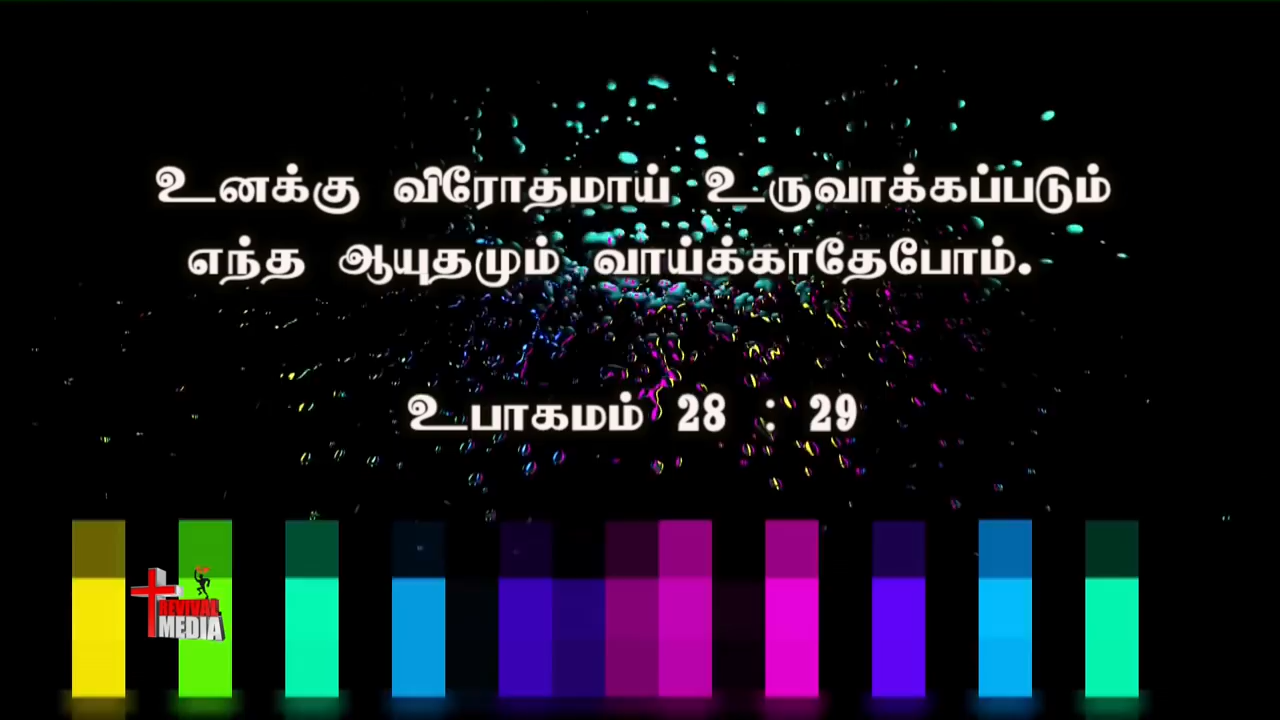 உனக்கு விரோதமாய் உருவாக்கப்படும்
எந்த ஆயுதமும் வாய்க்காதேபோம்.
உபாகமம் 28 : 29
REVIVAL
MEDIA